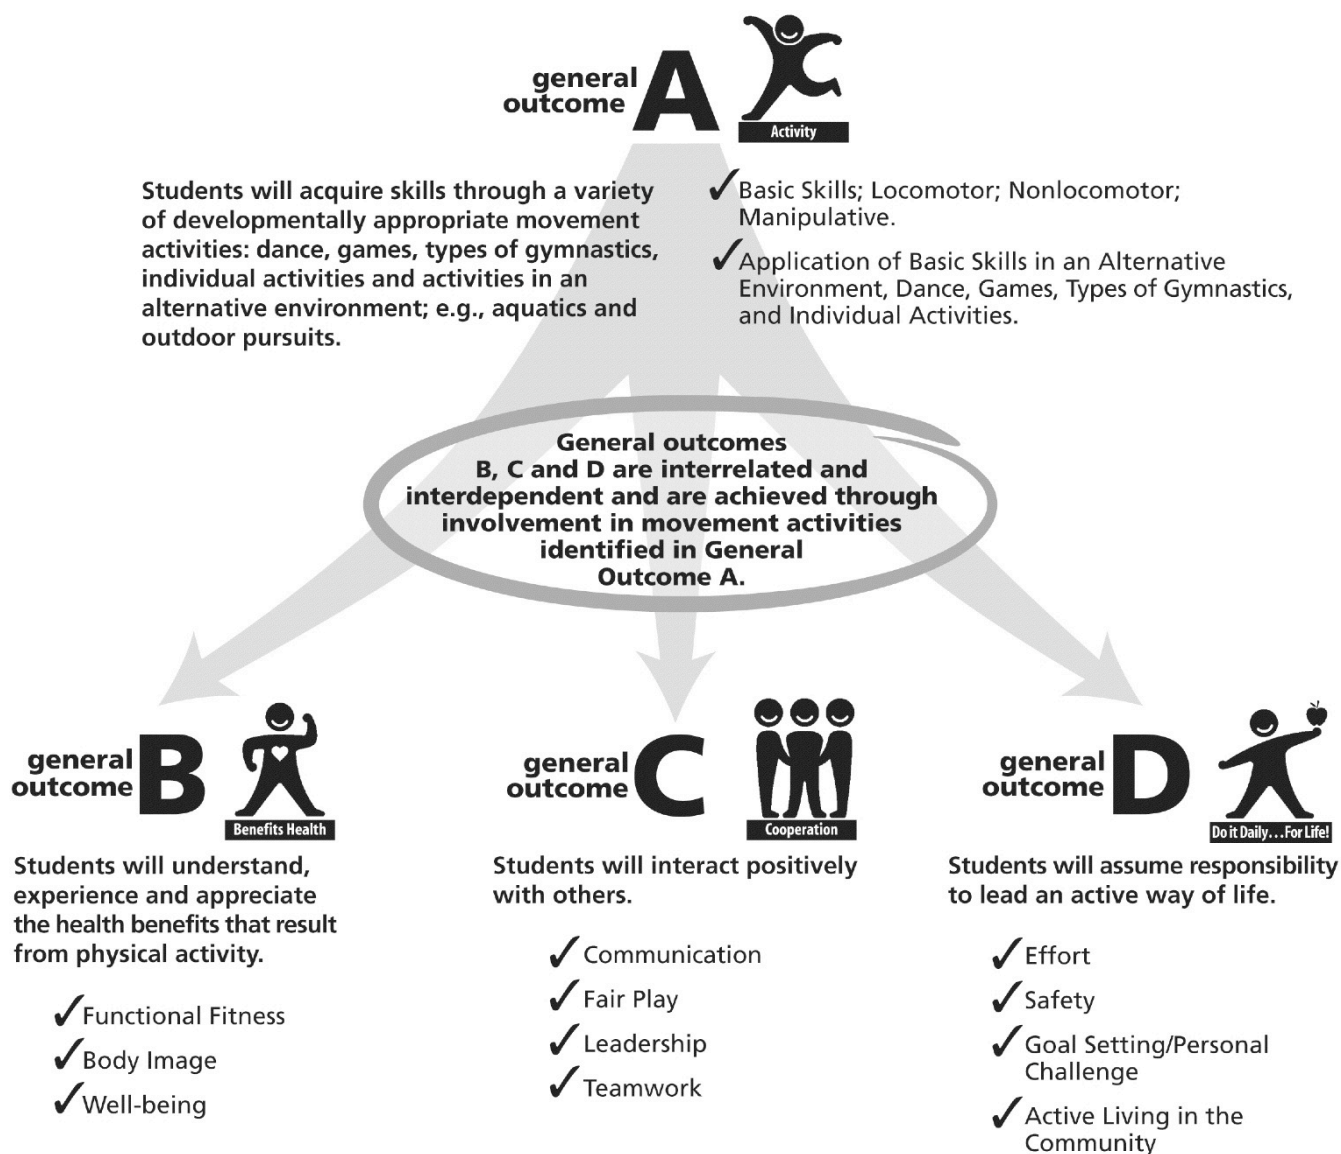 general
outcome A
Activity
Students will acquire skills through a variety
of developmentally appropriate movement
activities: dance, games, types of gymnastics,
individual activities and activities in an
alternative environment; e.g., aquatics and
outdoor pursuits.
✓Basic Skills; Locomotor; Nonlocomotor;
Manipulative.
✓Application of Basic Skills in an Alternative
Environment, Dance, Games, Types of Gymnastics,
and Individual Activities.
General outcomes
B, C and D are interrelated and
interdependent and are achieved through
involvement in movement activities
identified in General
Outcome A.
general
outcome B
Benefits Health
Students will understand,
experience and appreciate
the health benefits that result
from physical activity.
✓Functional Fitness
✓Body Image
✓Well-being
general
outcome C
Cooperation
Students will interact positively
with others.
✓Communication
✓Fair Play
✓Leadership
✓Teamwork
general
outcome D
Do it Daily...For Life!
Students will assume responsibility
to lead an active way of life.
✓Effort
✓Safety
✓Goal Setting/Personal
Challenge
✓Active Living in the
Community